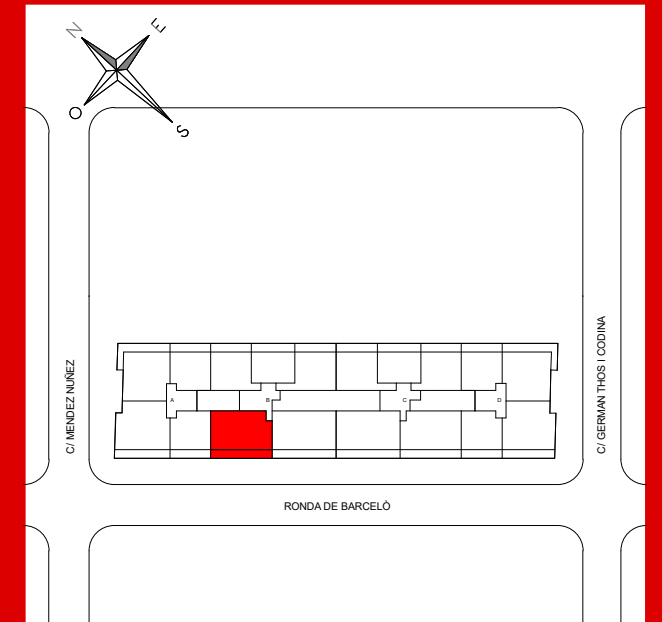 N
E
O
S
C/ MENDEZ NUÑEZ
C/ GERMAN THOS I CODINA
A
B
C
D
RONDA DE BARCELÒ